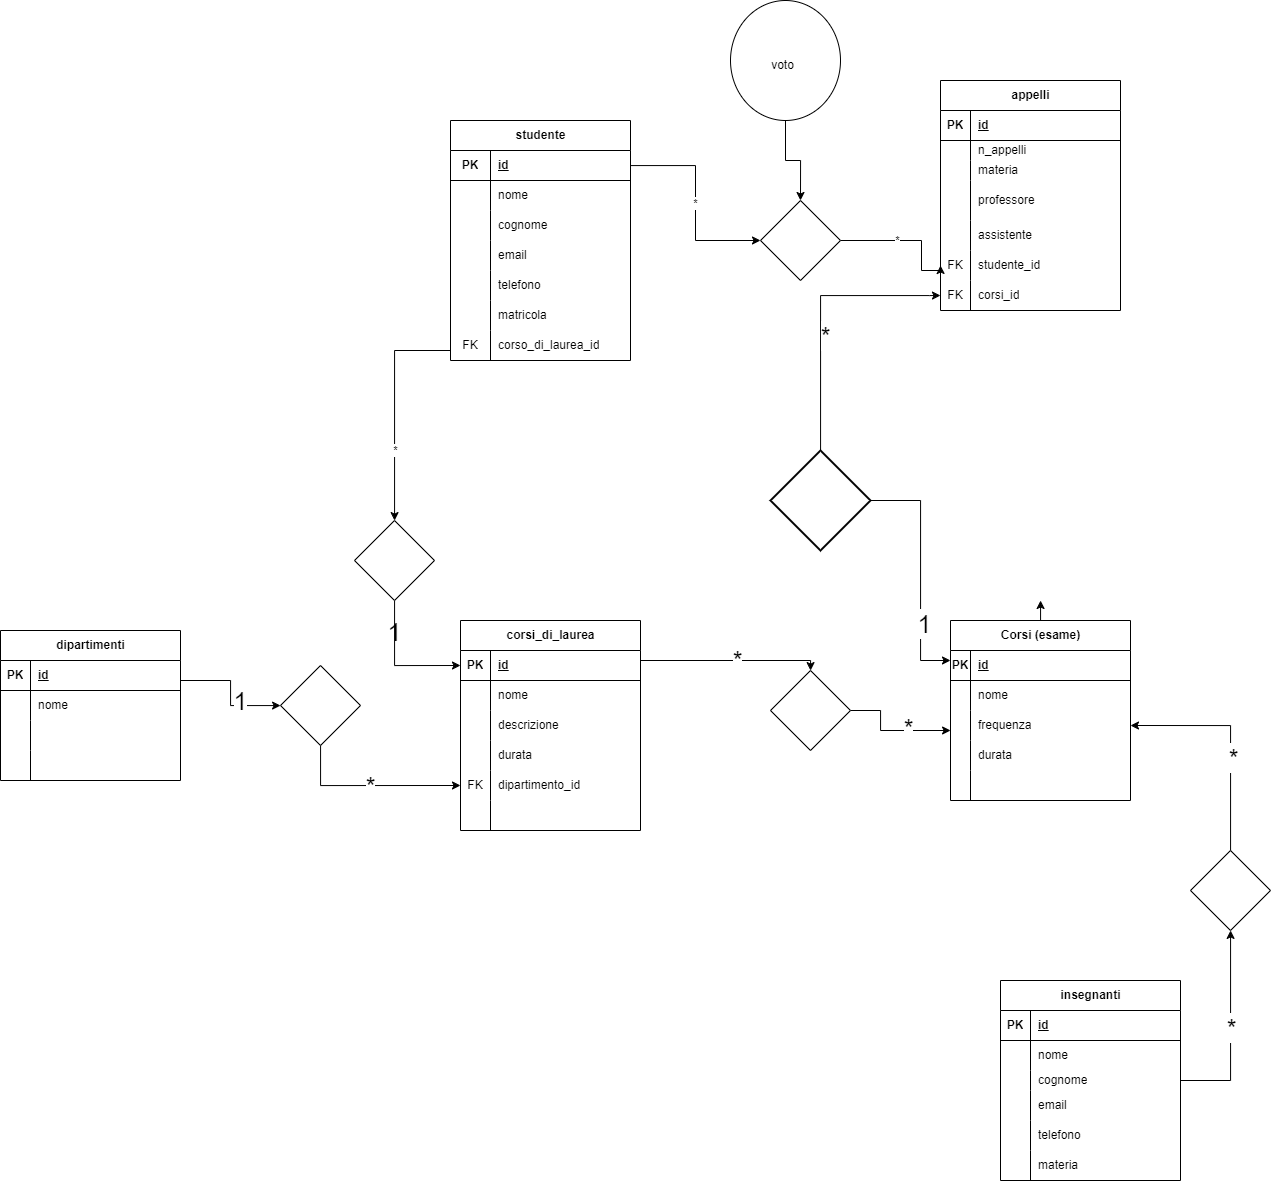 voto
appelli
PK id
n_appelli
materia
professore
assistente
FK studente_id
FK corsi_id
studente
PK id
nome
cognome
email
telefono
matricola
FK corso_di_laurea_id
*
*
*
*
1
1
dipartimenti
PK id
nome
1
*
corsi_di_laurea
PK id
nome
descrizione
durata
FK dipartimento_id
*
*
Corsi (esame)
PK id
nome
frequenza
durata
*
*
insegnanti
PK id
nome
cognome
email
telefono
materia